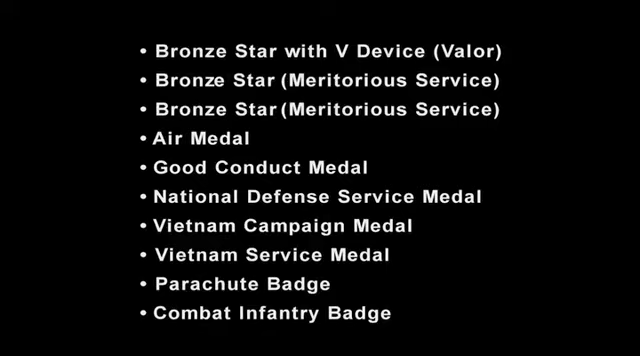 • Bronze Star with V Device (Valor)
• Bronze Star (Meritorious Service)
• Bronze Star (Meritorious Service)
• Air Medal
• Good Conduct Medal
• National Defense Service Medal
• Vietnam Campaign Medal
• Vietnam Service Medal
• Parachute Badge
• Combat Infantry Badge